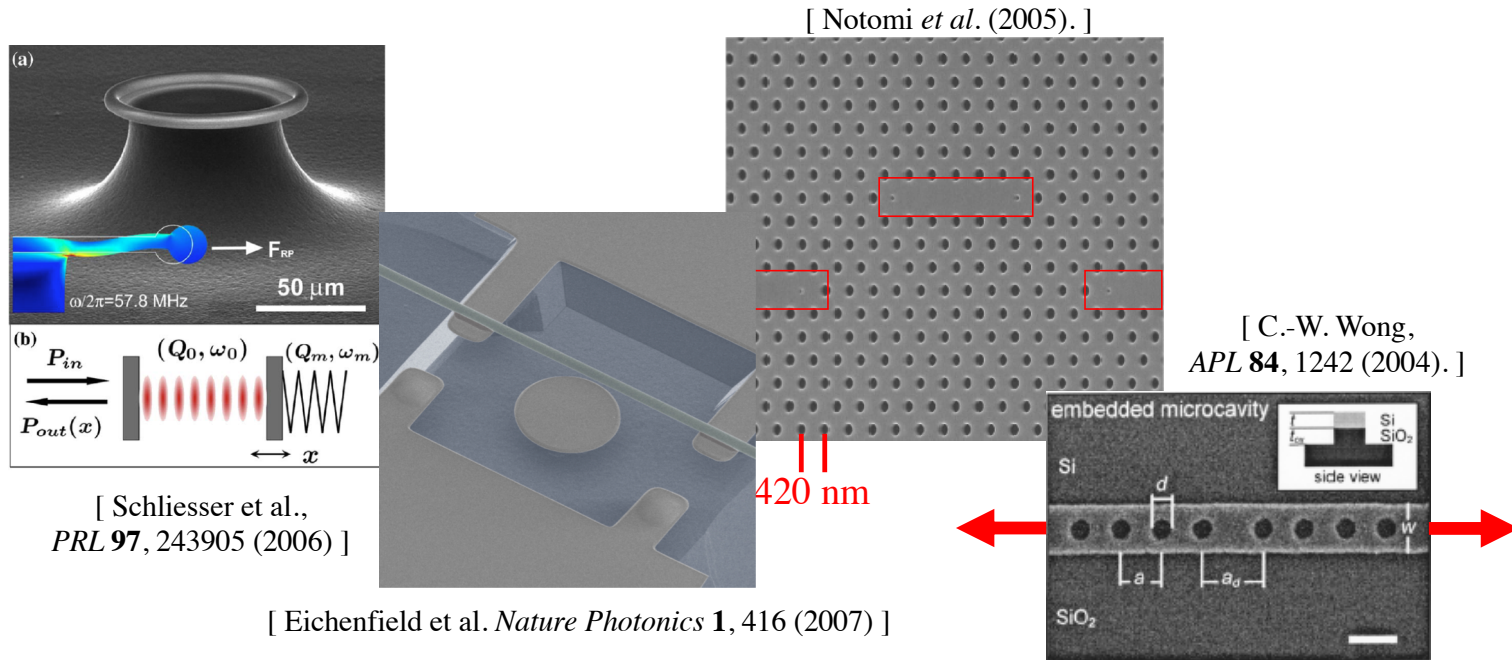 [ Notomi et al. (2005). ]
(a)
F_RP
ω/2π=57.8 MHz
50 μm
(b)
(Q_0, ω_0)
(Q_m, ω_m)
P_in
P_out(x)
x
[ Schliesser et al.,
PRL 97, 243905 (2006) ]
420 nm
[ C.-W. Wong,
APL 84, 1242 (2004). ]
embedded microcavity
t
Si
t_ox
SiO₂
side view
Si
d
w
a
a_d
SiO₂
[ Eichenfield et al. Nature Photonics 1, 416 (2007) ]